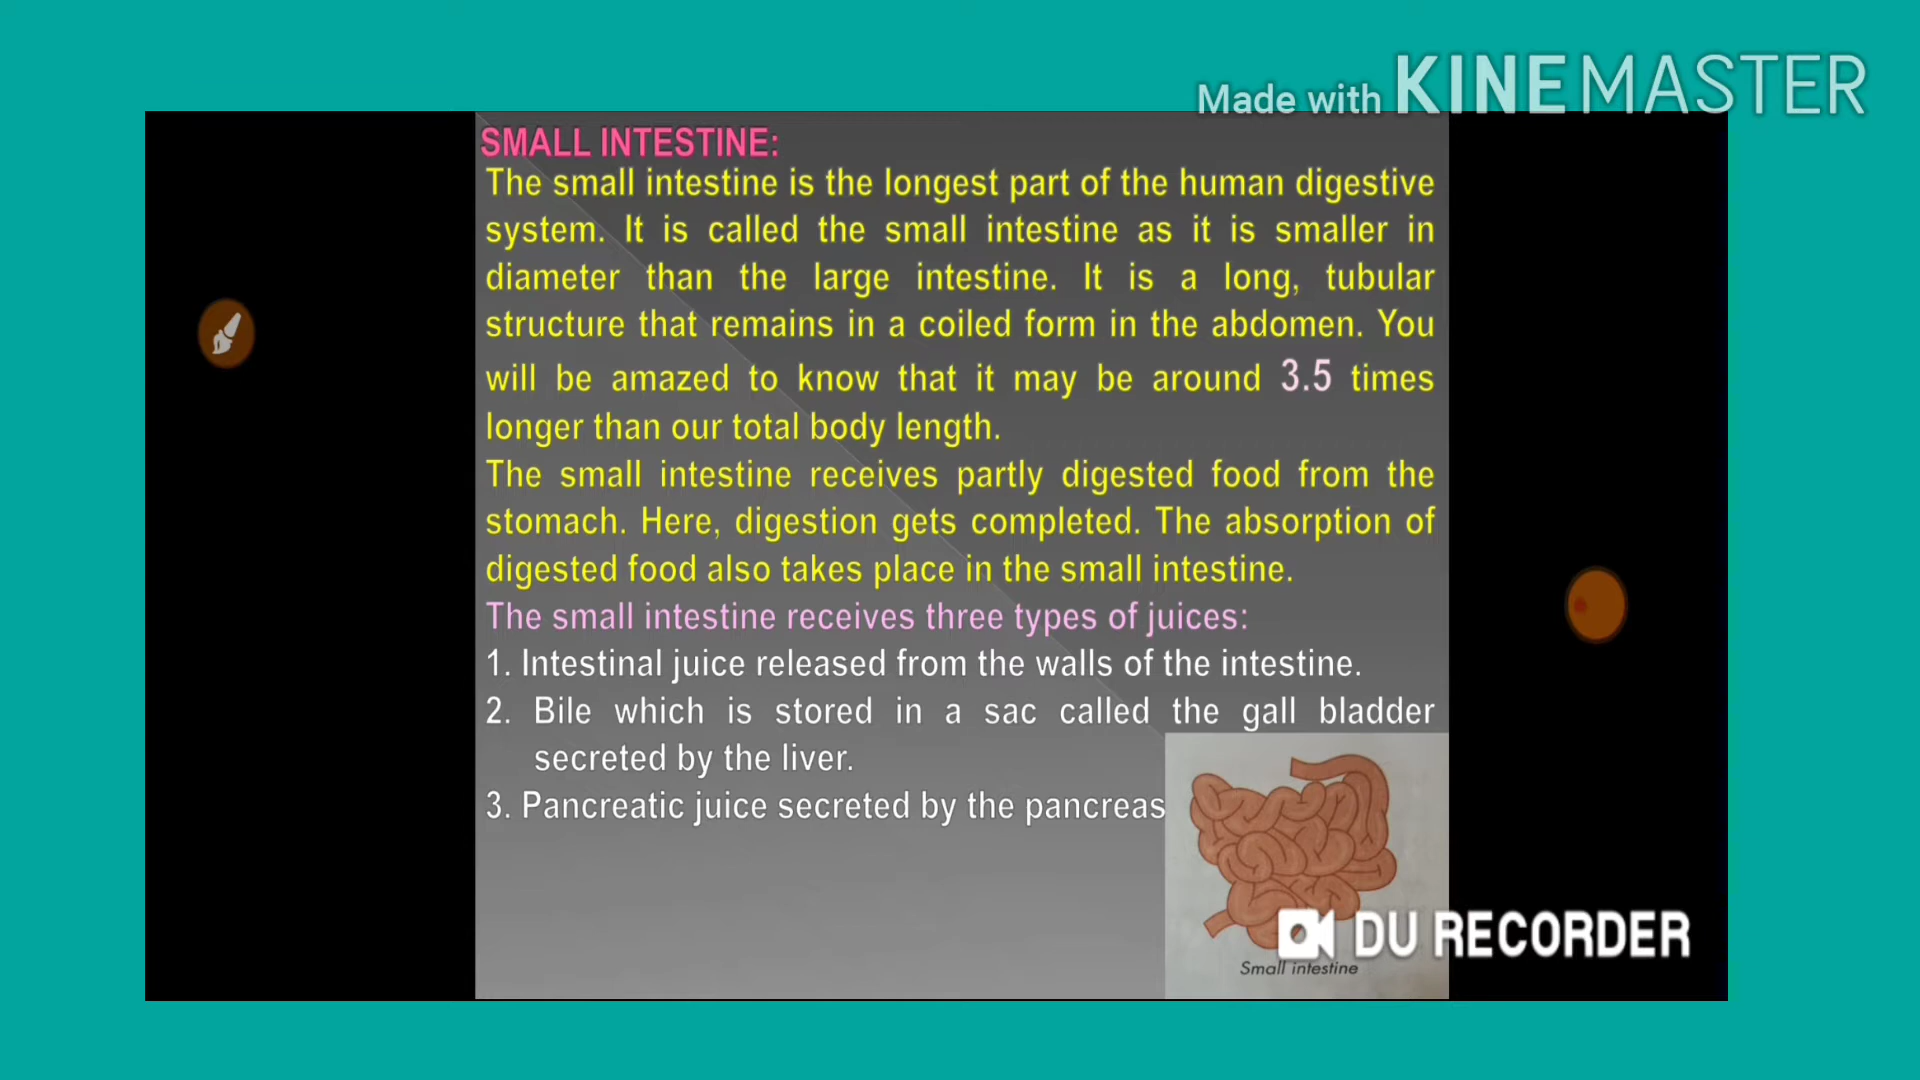 Made with KINEMASTER
SMALL INTESTINE:
The small intestine is the longest part of the human digestive
system. It is called the small intestine as it is smaller in
diameter than the large intestine. It is a long, tubular
structure that remains in a coiled form in the abdomen. You
will be amazed to know that it may be around 3.5 times
longer than our total body length.
The small intestine receives partly digested food from the
stomach. Here, digestion gets completed. The absorption of
digested food also takes place in the small intestine.
The small intestine receives three types of juices:
1. Intestinal juice released from the walls of the intestine.
2. Bile which is stored in a sac called the gall bladder
secreted by the liver.
3. Pancreatic juice secreted by the pancreas
DU RECORDER
Small intestine